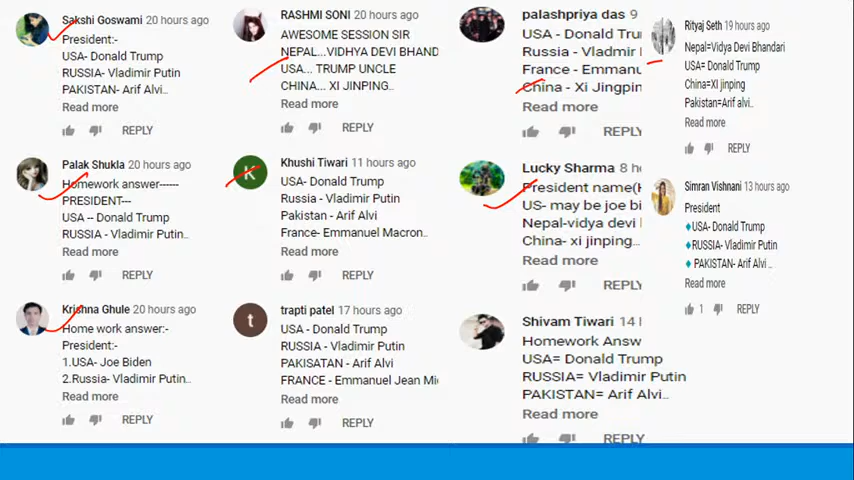 Sakshi Goswami 20 hours ago
President:-
USA- Donald Trump
RUSSIA- Vladimir Putin
PAKISTAN- Arif Alvi..
Read more
REPLY
Palak Shukla 20 hours ago
Homework answer------
PRESIDENT---
USA -- Donald Trump
RUSSIA - Vladimir Putin..
Read more
REPLY
Krishna Ghule 20 hours ago
Home work answer:-
President:-
1.USA- Joe Biden
2.Russia- Vladimir Putin..
Read more
REPLY
RASHMI SONI 20 hours ago
AWESOME SESSION SIR
NEPAL...VIDHYA DEVI BHAND
USA... TRUMP UNCLE
CHINA... XI JINPING..
Read more
REPLY
K
Khushi Tiwari 11 hours ago
USA- Donald Trump
Russia - Vladimir Putin
Pakistan - Arif Alvi
France- Emmanuel Macron..
Read more
REPLY
t
trapti patel 17 hours ago
USA - Donald Trump
RUSSIA - Vladimir Putin
PAKISATAN - Arif Alvi
FRANCE - Emmanuel Jean Mi
Read more
REPLY
palashpriya das 9
USA - Donald Tru
Russia - Vladmir
France - Emmanu
China - Xi Jingpin
Read more
REPLY
Lucky Sharma 8 h
President name(
US- may be joe bi
Nepal-vidya devi
China- xi jinping...
Read more
REPLY
Shivam Tiwari 14
Homework Answ
USA= Donald Trump
RUSSIA= Vladimir Putin
PAKISTAN= Arif Alvi..
Read more
REPLY
Rityaj Seth 19 hours ago
Nepal=Vidya Devi Bhandari
USA= Donald Trump
China=XI jinping
Pakistan=Arif alvi..
Read more
REPLY
Simran Vishnani 13 hours ago
President
♦USA- Donald Trump
♦RUSSIA- Vladimir Putin
♦ PAKISTAN- Arif Alvi ..
Read more
1 REPLY